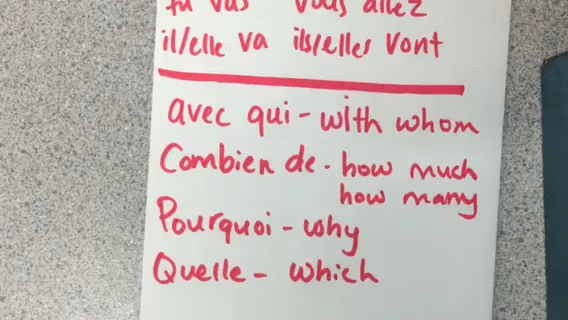 tu vas vous allez
il/elle va ils/elles vont
avec qui - with whom
Combien de - how much
how many
Pourquoi - why
Quelle - which